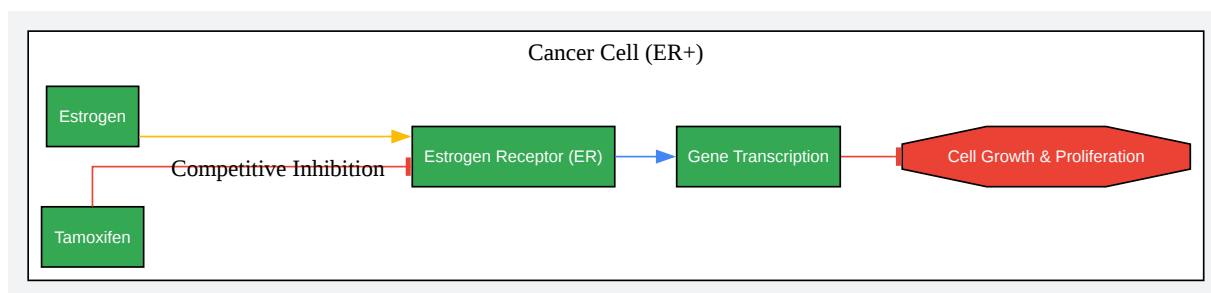 Cancer Cell (ER+)
Estrogen
Competitive Inhibition
Estrogen Receptor (ER)
Gene Transcription
Cell Growth & Proliferation
Tamoxifen